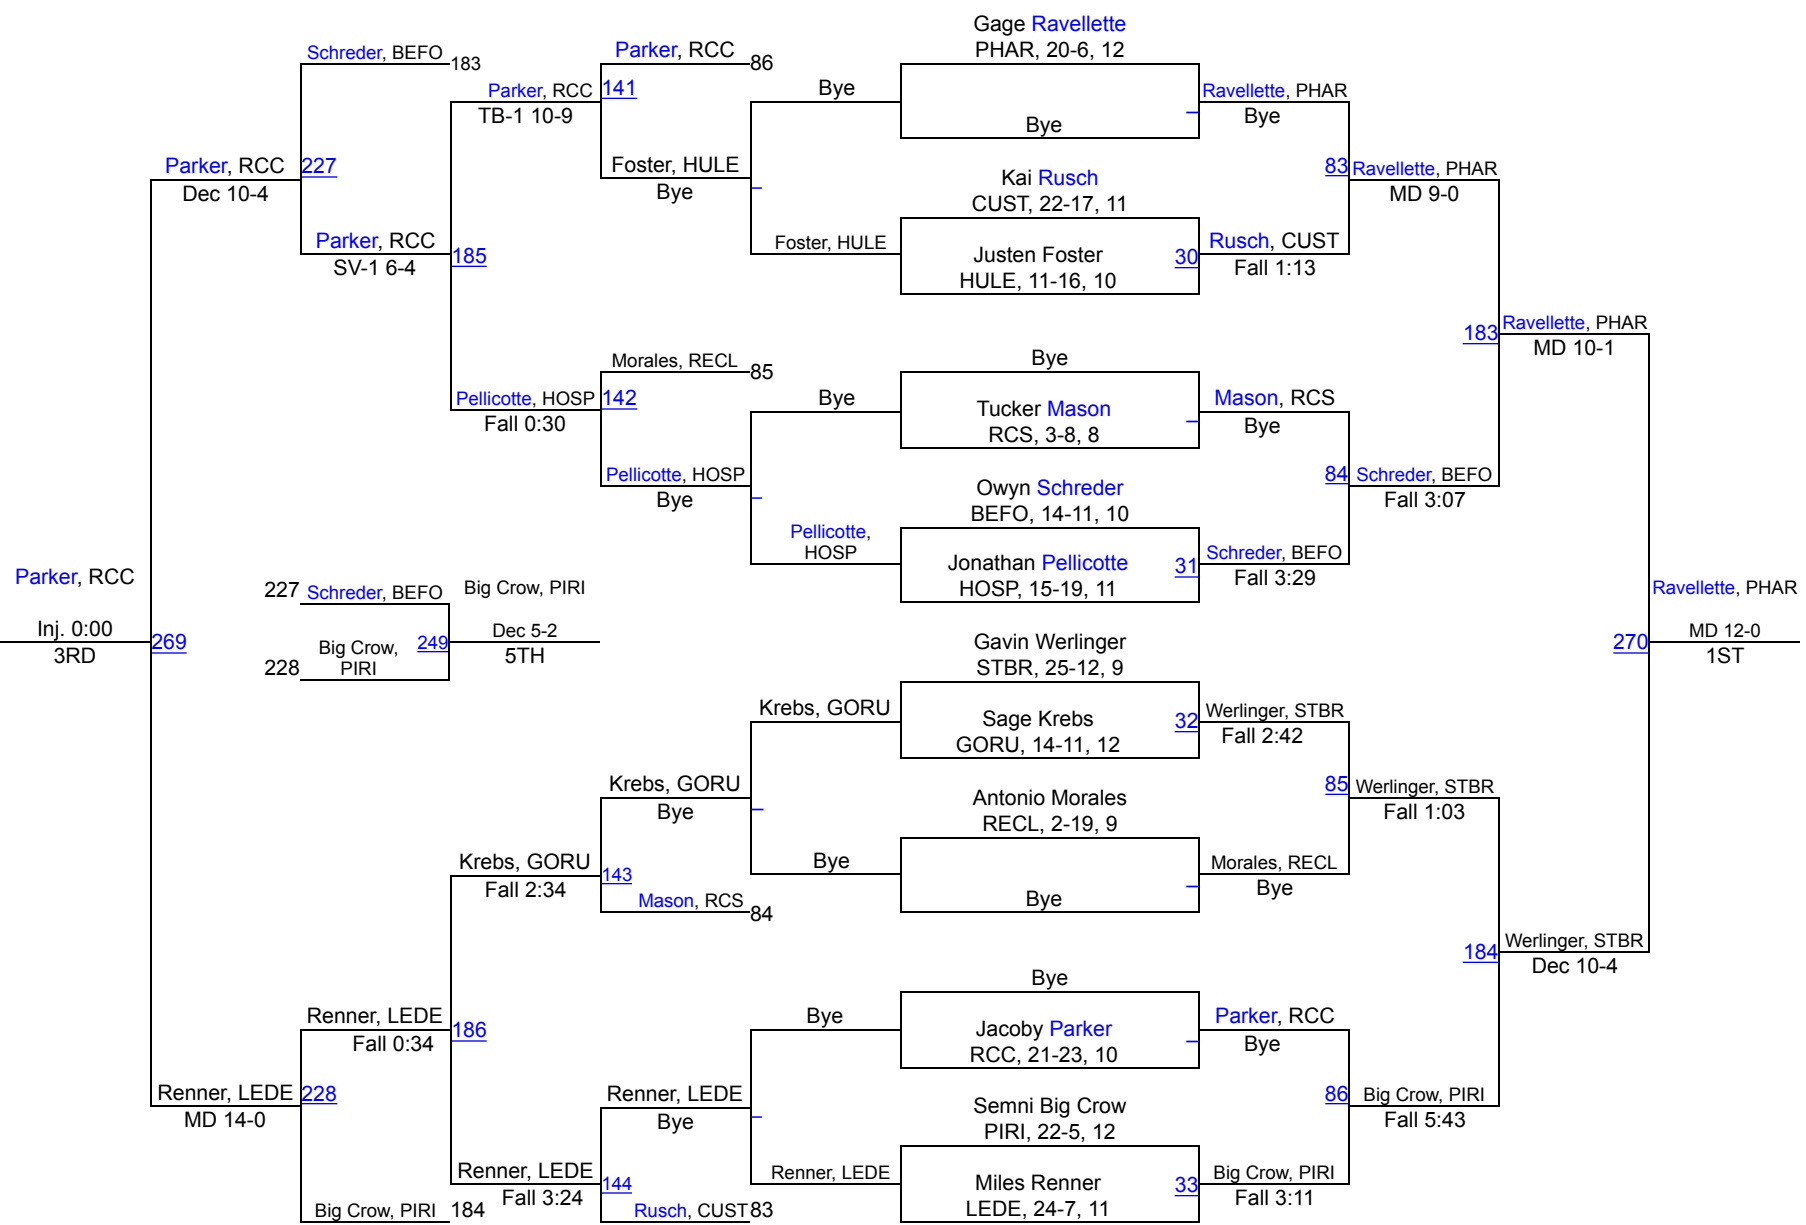 Gage Ravellette
PHAR, 20-6, 12
Schreder, BEFO
183
Parker, RCC
86
Bye
Ravellette, PHAR
Parker, RCC
141
Bye
TB-1 10-9
Bye
Parker, RCC
227
Foster, HULE
83
Ravellette, PHAR
Dec 10-4
Bye
Kai Rusch
CUST, 22-17, 11
MD 9-0
Parker, RCC
185
Foster, HULE
Justen Foster
HULE, 11-16, 10
30
Rusch, CUST
SV-1 6-4
Fall 1:13
183
Ravellette, PHAR
MD 10-1
Morales, RECL
85
Bye
Pellicotte, HOSP
142
Bye
Tucker Mason
RCS, 3-8, 8
Mason, RCS
Fall 0:30
Bye
Pellicotte, HOSP
84
Schreder, BEFO
Bye
Owyn Schreder
BEFO, 14-11, 10
Fall 3:07
Pellicotte,
HOSP
Jonathan Pellicotte
HOSP, 15-19, 11
31
Schreder, BEFO
Fall 3:29
Parker, RCC
227
Schreder, BEFO
Big Crow, PIRI
Ravellette, PHAR
Inj. 0:00
3RD
269
228
Big Crow,
PIRI
249
Dec 5-2
5TH
Gavin Werlinger
STBR, 25-12, 9
270
MD 12-0
1ST
Krebs, GORU
Sage Krebs
GORU, 14-11, 12
32
Werlinger, STBR
Fall 2:42
Krebs, GORU
Bye
Antonio Morales
RECL, 2-19, 9
85
Werlinger, STBR
Fall 1:03
Krebs, GORU
143
Bye
Morales, RECL
Fall 2:34
Bye
Mason, RCS
84
Bye
184
Werlinger, STBR
Dec 10-4
Bye
Renner, LEDE
186
Bye
Jacoby Parker
RCC, 21-23, 10
Parker, RCC
Fall 0:34
Bye
Renner, LEDE
228
Renner, LEDE
86
Big Crow, PIRI
MD 14-0
Bye
Semni Big Crow
PIRI, 22-5, 12
Fall 5:43
Renner, LEDE
144
Renner, LEDE
Miles Renner
LEDE, 24-7, 11
33
Big Crow, PIRI
Fall 3:24
Fall 3:11
Big Crow, PIRI
184
Rusch, CUST
83